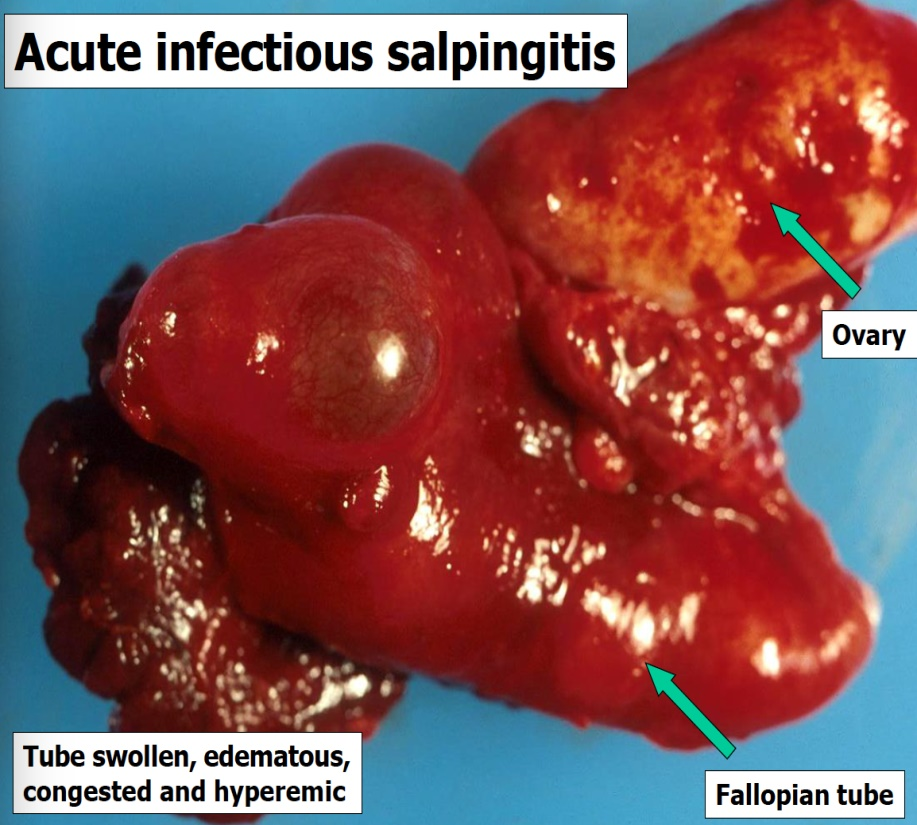 Acute infectious salpingitis
Ovary
Tube swollen, edematous,
congested and hyperemic
Fallopian tube